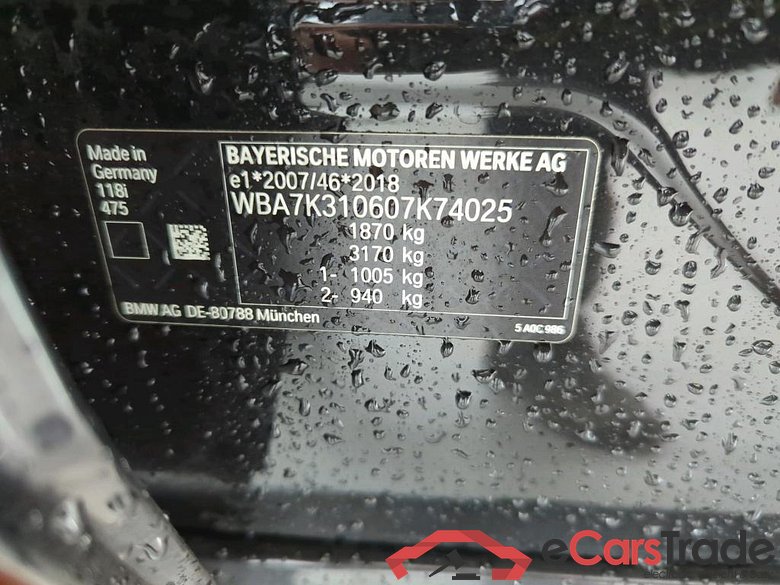 Made in
Germany
118i
475
BAYERISCHE MOTOREN WERKE AG
e1*2007/46*2018
WBA7K310607K74025
1870 kg
3170 kg
1- 1005 kg
2- 940 kg
BMW AG DE-80788 München
5 A0C 986
eCarsTrade